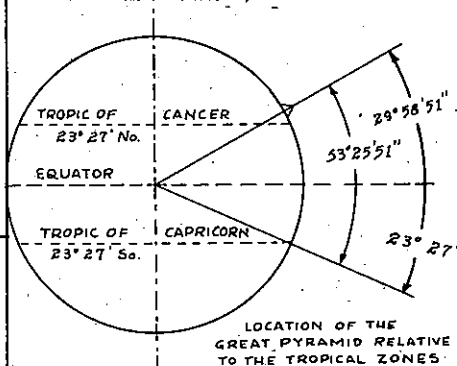 TROPIC OF CANCER
23° 27' No.
29° 58' 51"
53° 25' 51"
EQUATOR
TROPIC OF CAPRICORN
23° 27' So.
23° 27'
LOCATION OF THE
GREAT PYRAMID RELATIVE
TO THE TROPICAL ZONES